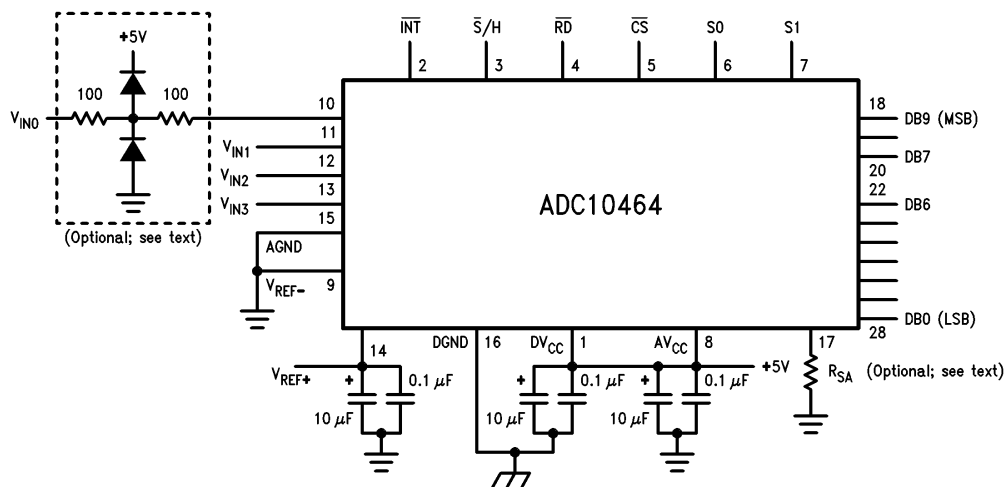 INT S̅/H RD CS S0 S1
+5V
2 3 4 5 6 7
100 100
10 18
V_IN0 DB9 (MSB)
11
V_IN1 DB7
12 20
V_IN2
13 22
ADC10464
V_IN3 DB6
15
(Optional; see text)
AGND
V_REF-
9
DB0 (LSB)
28
14 DGND 16 DV_CC 1 AV_CC 8 17
V_REF+ + 0.1 μF + 0.1 μF + 0.1 μF +5V R_SA (Optional; see text)
10 μF 10 μF 10 μF